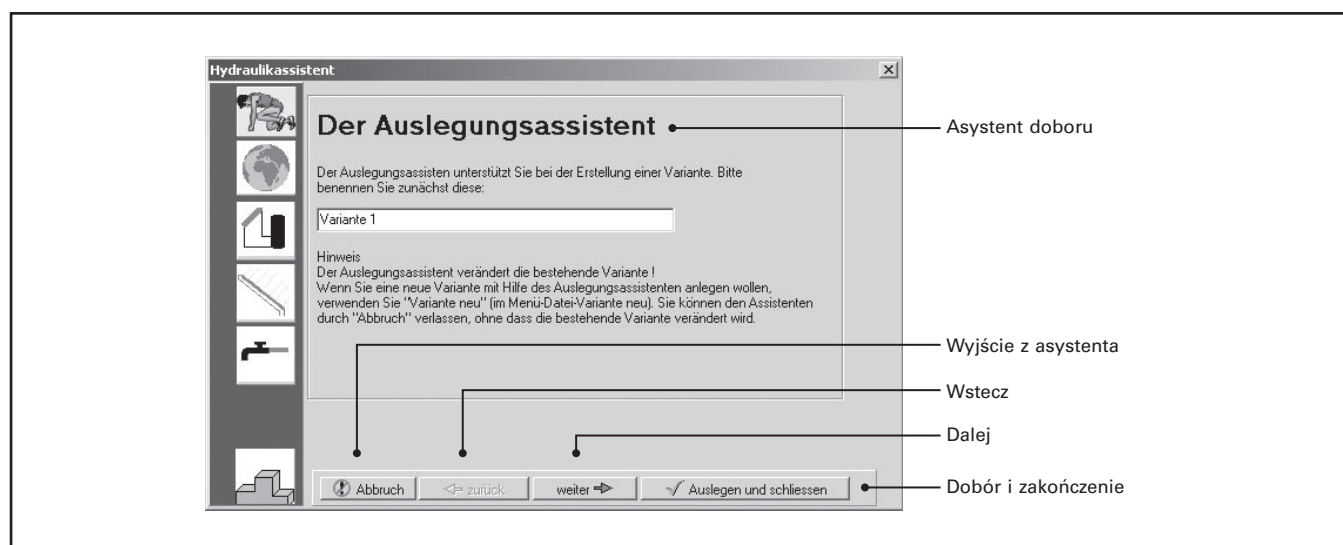 Hydraulikassistent
Der Auslegungsassistent
Asystent doboru
Der Auslegungsassisten unterstützt Sie bei der Erstellung einer Variante. Bitte
benennen Sie zunächst diese:
Variante 1
Hinweis
Der Auslegungsassistent verändert die bestehende Variante !
Wenn Sie eine neue Variante mit Hilfe des Auslegungsassistenten anlegen wollen,
verwenden Sie "Variante neu" (im Menü-Datei-Variante neu). Sie können den Assistenten
durch "Abbruch" verlassen, ohne dass die bestehende Variante verändert wird.
Wyjście z asystenta
Wstecz
Dalej
Abbruch
zurück
weiter
Auslegen und schliessen
Dobór i zakończenie